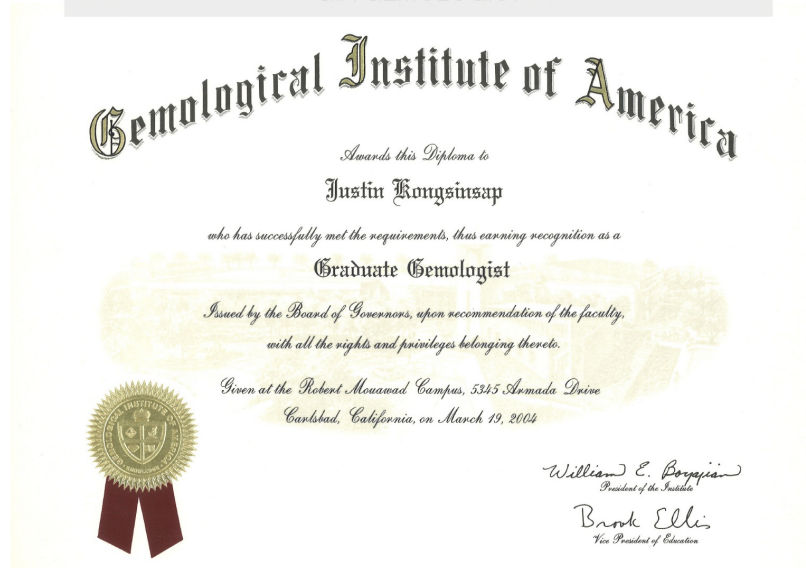 Gemological Institute of America
Awards this Diploma to
Justin Kongsinsap
who has successfully met the requirements, thus earning recognition as a
Graduate Gemologist
Issued by the Board of Governors, upon recommendation of the faculty,
with all the rights and privileges belonging thereto.
Given at the Robert Mouawad Campus, 5345 Armada Drive
Carlsbad, California, on March 19, 2004
William E. Boyajian
President of the Institute
Brook Ellis
Vice President of Education